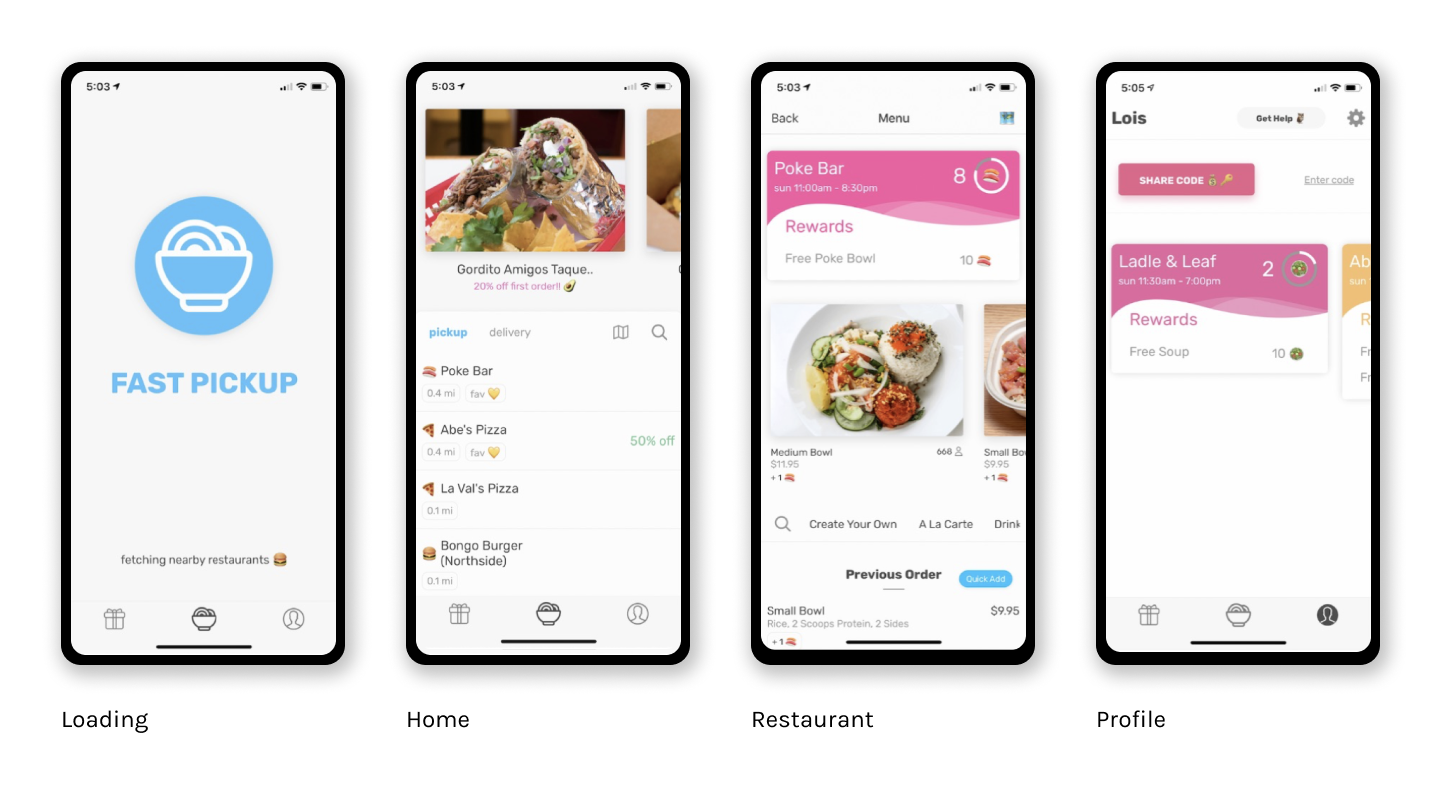 5:03
FAST PICKUP
fetching nearby restaurants
Loading
5:03
Gordito Amigos Taque..
20% off first order!!
pickup delivery
Poke Bar
0.4 mi fav
Abe's Pizza
0.4 mi fav
50% off
La Val's Pizza
0.1 mi
Bongo Burger
(Northside)
0.1 mi
Home
5:03
Back Menu
Poke Bar
sun 11:00am - 8:30pm
8
Rewards
Free Poke Bowl 10
Medium Bowl 668
$11.95
+ 1
Small Bo
$9.95
+ 1
Create Your Own A La Carte Drink
Previous Order
Quick Add
Small Bowl $9.95
Rice, 2 Scoops Protein, 2 Sides
+ 1
Restaurant
5:05
Lois Get Help
SHARE CODE Enter code
Ladle & Leaf
sun 11:30am - 7:00pm
2
Rewards
Free Soup 10
Ab
sun
R
Fr
Fr
Profile